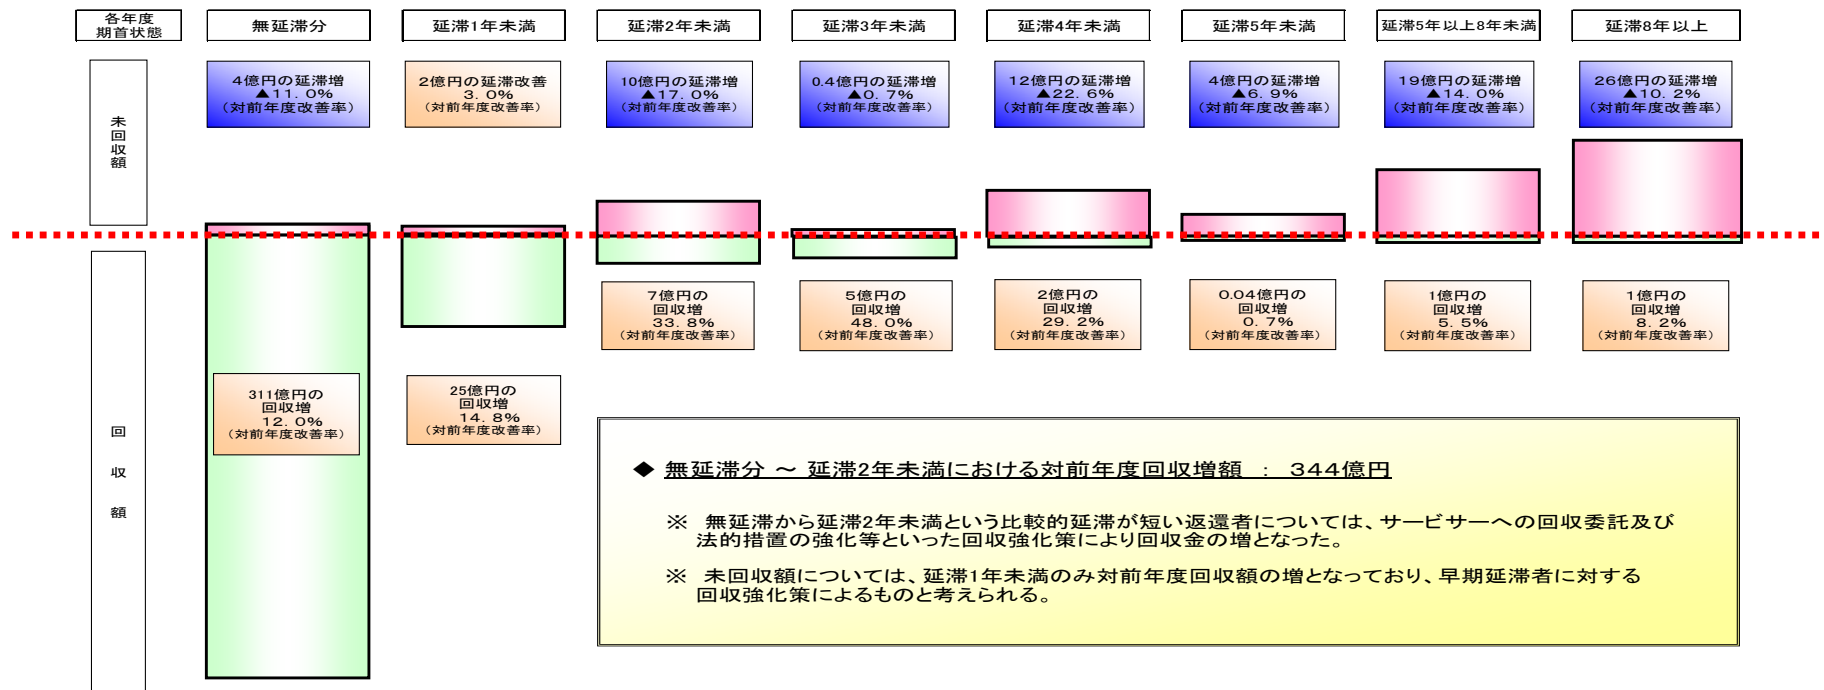 各年度
期首状態
無延滞分
延滞1年未満
延滞2年未満
延滞3年未満
延滞4年未満
延滞5年未満
延滞5年以上8年未満
延滞8年以上
未回収額
4億円の延滞増
▲11. 0%
(対前年度改善率)
2億円の延滞改善
3. 0%
(対前年度改善率)
10億円の延滞増
▲17. 0%
(対前年度改善率)
0.4億円の延滞増
▲0. 7%
(対前年度改善率)
12億円の延滞増
▲22. 6%
(対前年度改善率)
4億円の延滞増
▲6. 9%
(対前年度改善率)
19億円の延滞増
▲14. 0%
(対前年度改善率)
26億円の延滞増
▲10. 2%
(対前年度改善率)
回収額
311億円の
回収増
12. 0%
(対前年度改善率)
25億円の
回収増
14. 8%
(対前年度改善率)
7億円の
回収増
33. 8%
(対前年度改善率)
5億円の
回収増
48. 0%
(対前年度改善率)
2億円の
回収増
29. 2%
(対前年度改善率)
0.04億円の
回収増
0. 7%
(対前年度改善率)
1億円の
回収増
5. 5%
(対前年度改善率)
1億円の
回収増
8. 2%
(対前年度改善率)
◆ 無延滞分 ～ 延滞2年未満における対前年度回収増額 : 344億円
※ 無延滞から延滞2年未満という比較的延滞が短い返還者については、サービサーへの回収委託及び
法的措置の強化等といった回収強化策により回収金の増となった。
※ 未回収額については、延滞1年未満のみ対前年度回収額の増となっており、早期延滞者に対する
回収強化策によるものと考えられる。